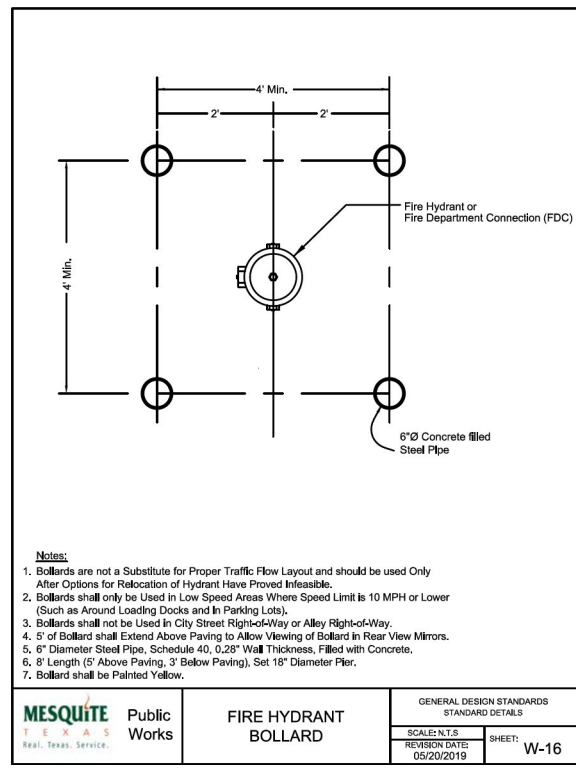 4' Min.
2'
2'
Fire Hydrant or
Fire Department Connection (FDC)
4' Min.
6"Ø Concrete filled
Steel Pipe
Notes:
1. Bollards are not a Substitute for Proper Traffic Flow Layout and should be used Only
After Options for Relocation of Hydrant Have Proved Infeasible.
2. Bollards shall only be Used in Low Speed Areas Where Speed Limit is 10 MPH or Lower
(Such as Around Loading Docks and In Parking Lots).
3. Bollards shall not be Used in City Street Right-of-Way or Alley Right-of-Way.
4. 5' of Bollard shall Extend Above Paving to Allow Viewing of Bollard in Rear View Mirrors.
5. 6" Diameter Steel Pipe, Schedule 40, 0.28" Wall Thickness, Filled with Concrete.
6. 8' Length (5' Above Paving, 3' Below Paving), Set 18" Diameter Pier.
7. Bollard shall be Painted Yellow.
MESQUITE
TEXAS
Real. Texas. Service.
Public
Works
FIRE HYDRANT
BOLLARD
GENERAL DESIGN STANDARDS
STANDARD DETAILS
SCALE: N.T.S
REVISION DATE:
05/20/2019
SHEET: W-16